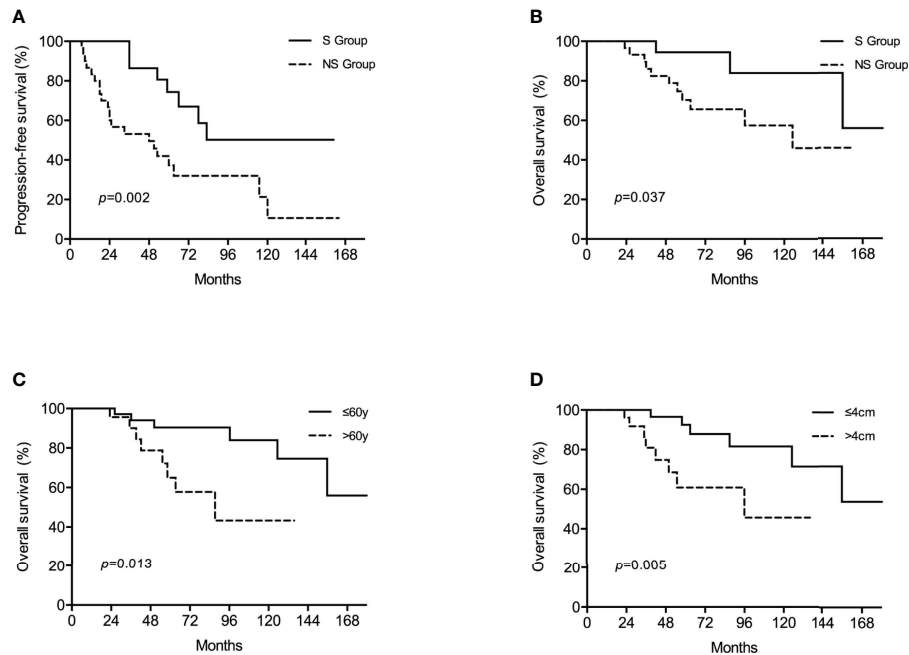 A
Progression-free survival (%)
100
80
60
40
20
0
S Group
NS Group
p=0.002
0 24 48 72 96 120 144 168
Months
B
Overall survival (%)
100
80
60
40
20
0
S Group
NS Group
p=0.037
0 24 48 72 96 120 144 168
Months
C
Overall survival (%)
100
80
60
40
20
0
≤60y
>60y
p=0.013
0 24 48 72 96 120 144 168
Months
D
Overall survival (%)
100
80
60
40
20
0
≤4cm
>4cm
p=0.005
0 24 48 72 96 120 144 168
Months